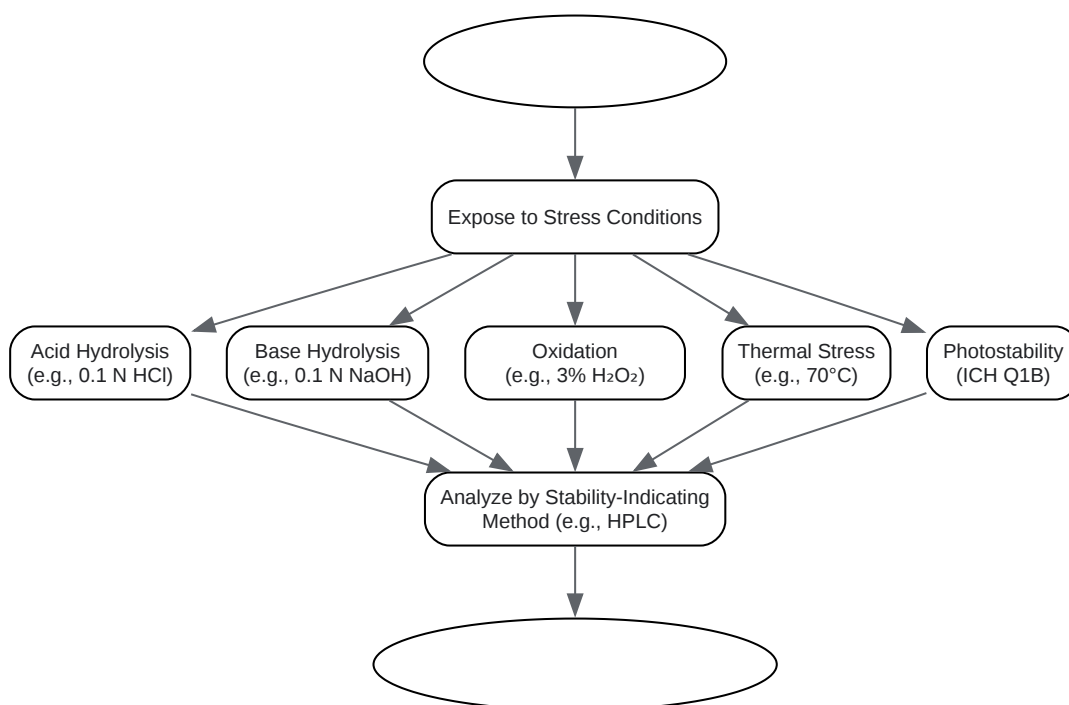 Expose to Stress Conditions
Acid Hydrolysis
(e.g., 0.1 N HCl)
Base Hydrolysis
(e.g., 0.1 N NaOH)
Oxidation
(e.g., 3% H₂O₂)
Thermal Stress
(e.g., 70°C)
Photostability
(ICH Q1B)
Analyze by Stability-Indicating
Method (e.g., HPLC)